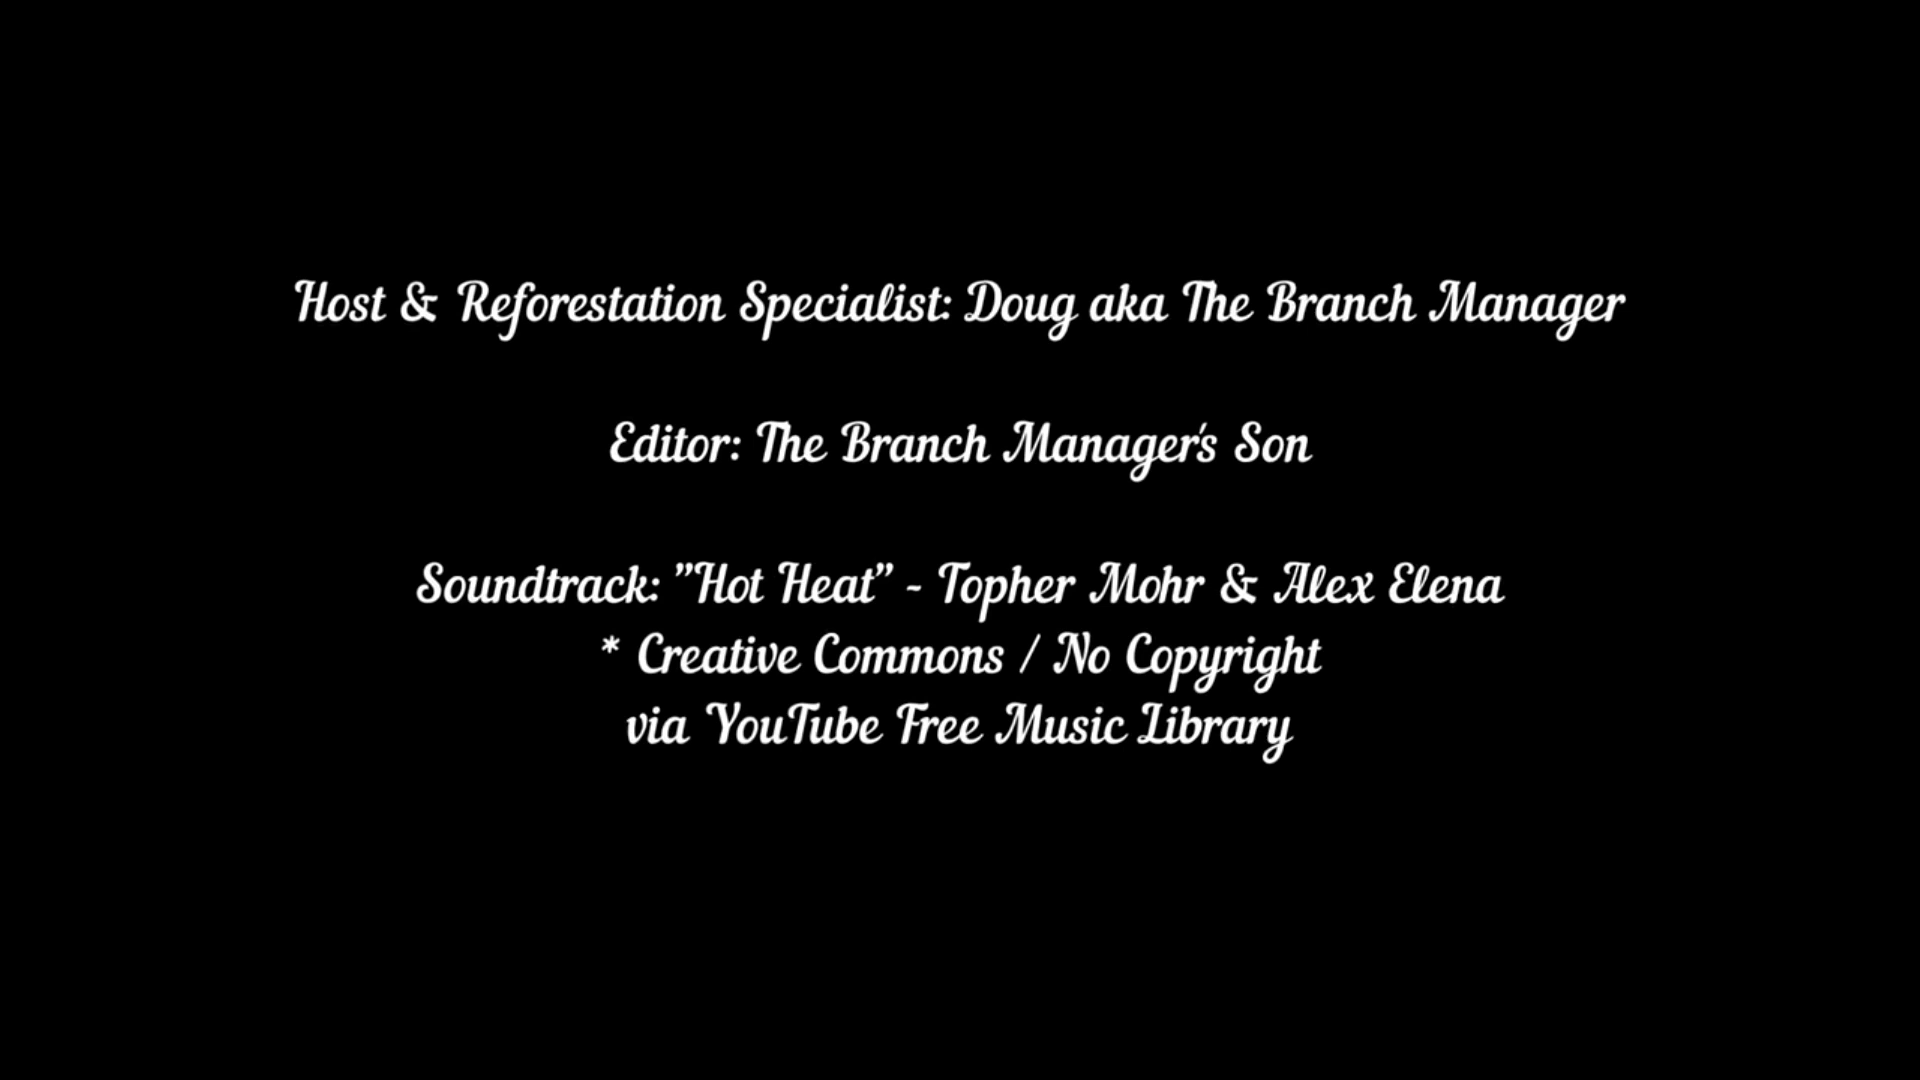 Host & Reforestation Specialist: Doug aka The Branch Manager
Editor: The Branch Manager's Son
Soundtrack: "Hot Heat" - Topher Mohr & Alex Elena
* Creative Commons / No Copyright
via YouTube Free Music Library